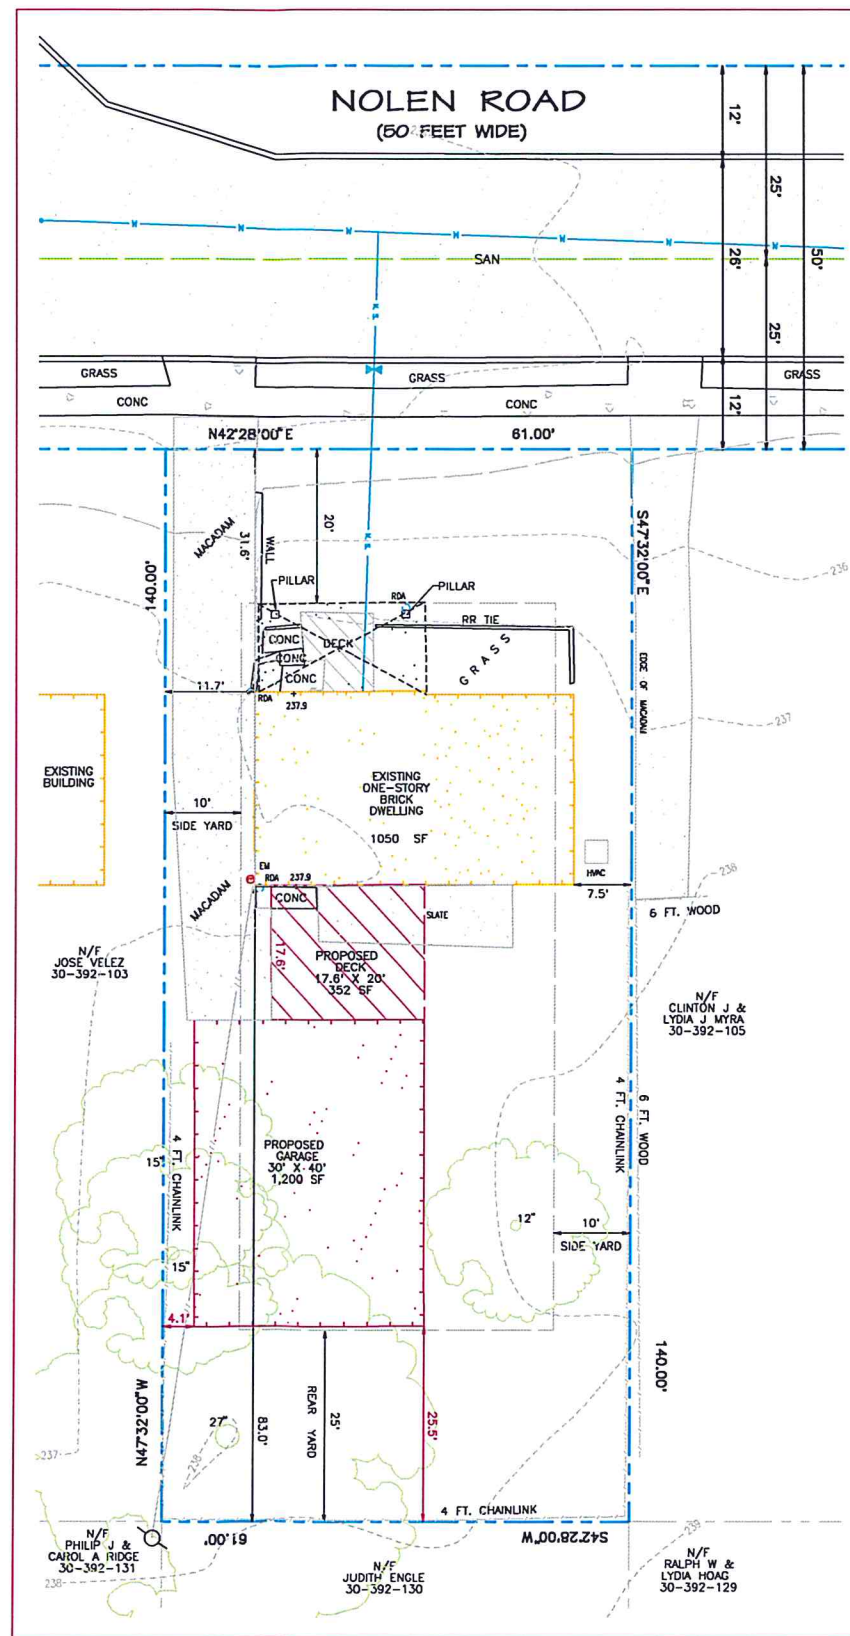 NOLEN ROAD
(50 FEET WIDE)
12'
25'
50'
W W W W W W W
SAN
26'
25'
W.S.
GRASS
GRASS
GRASS
CONC
CONC
12'
N42°28'00"E
61.00'
MACADAM
31.6'
WALL
20'
W.S.
S47°32'00"E
140.00'
236
PILLAR
RDA
PILLAR
RR TIE
CONC
DECK
CONC
CONC
GRASS
EDGE OF MACADAM
11.7'
RDA
237.9
237
EXISTING
BUILDING
EXISTING
ONE-STORY
BRICK
DWELLING
1050 SF
10'
SIDE YARD
EM
RDA
237.9
HVAC
238
MACADAM
CONC
SLATE
7.5'
6 FT. WOOD
N/F
JOSE VELEZ
30-392-103
17.6'
PROPOSED
DECK
17.6' X 20'
352 SF
N/F
CLINTON J &
LYDIA J MYRA
30-392-105
4 FT. CHAINLINK
6 FT. WOOD
15"
4 FT. CHAINLINK
PROPOSED
GARAGE
30' X 40'
1,200 SF
12"
10'
SIDE YARD
15"
4.1'
N47°32'00"W
140.00'
REAR YARD
25'
83.0'
25.5'
27"
238
237
4 FT. CHAINLINK
61.00'
S42°28'00"W
239
N/F
PHILIP J &
CAROL A RIDGE
30-392-131
238
N/F
JUDITH ENGLE
30-392-130
N/F
RALPH W &
LYDIA HOAG
30-392-129